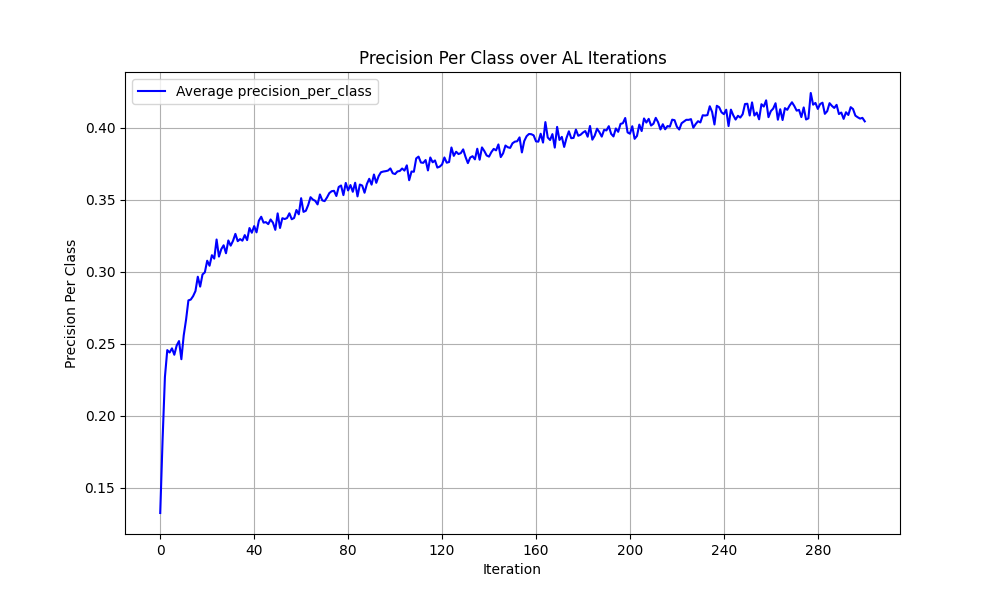 Precision Per Class over AL Iterations
Average precision_per_class
Precision Per Class
0.40
0.35
0.30
0.25
0.20
0.15
0 40 80 120 160 200 240 280
Iteration